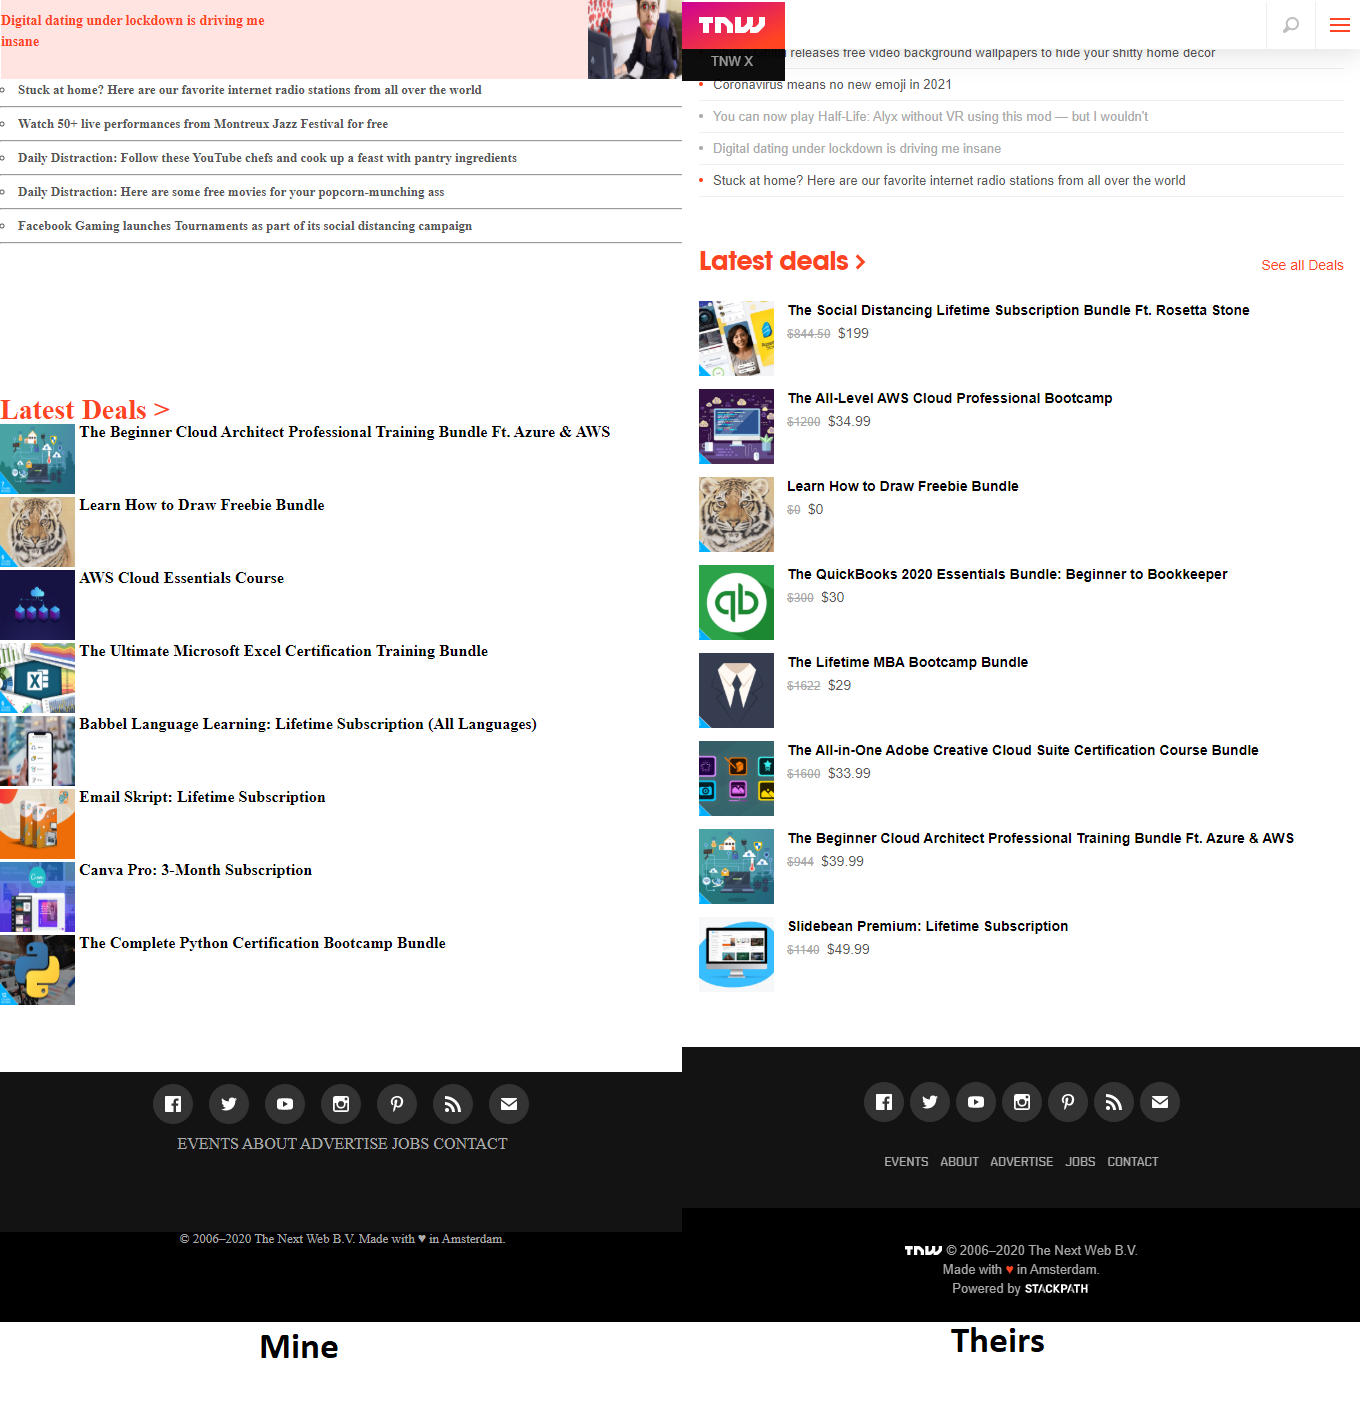 Digital dating under lockdown is driving me
insane
Stuck at home? Here are our favorite internet radio stations from all over the world
Watch 50+ live performances from Montreux Jazz Festival for free
Daily Distraction: Follow these YouTube chefs and cook up a feast with pantry ingredients
Daily Distraction: Here are some free movies for your popcorn-munching ass
Facebook Gaming launches Tournaments as part of its social distancing campaign
Latest Deals >
The Beginner Cloud Architect Professional Training Bundle Ft. Azure & AWS
Learn How to Draw Freebie Bundle
AWS Cloud Essentials Course
The Ultimate Microsoft Excel Certification Training Bundle
Babbel Language Learning: Lifetime Subscription (All Languages)
Email Skript: Lifetime Subscription
Canva Pro: 3-Month Subscription
The Complete Python Certification Bootcamp Bundle
EVENTS ABOUT ADVERTISE JOBS CONTACT
© 2006–2020 The Next Web B.V. Made with ♥ in Amsterdam.
Mine
TNW
TNW X
releases free video background wallpapers to hide your shitty home decor
Coronavirus means no new emoji in 2021
You can now play Half-Life: Alyx without VR using this mod — but I wouldn't
Digital dating under lockdown is driving me insane
Stuck at home? Here are our favorite internet radio stations from all over the world
Latest deals >
See all Deals
The Social Distancing Lifetime Subscription Bundle Ft. Rosetta Stone
$844.50 $199
The All-Level AWS Cloud Professional Bootcamp
$1200 $34.99
Learn How to Draw Freebie Bundle
$0 $0
The QuickBooks 2020 Essentials Bundle: Beginner to Bookkeeper
$300 $30
qb
The Lifetime MBA Bootcamp Bundle
$1622 $29
The All-in-One Adobe Creative Cloud Suite Certification Course Bundle
$1600 $33.99
The Beginner Cloud Architect Professional Training Bundle Ft. Azure & AWS
$944 $39.99
Slidebean Premium: Lifetime Subscription
$1140 $49.99
EVENTS ABOUT ADVERTISE JOBS CONTACT
TNW © 2006–2020 The Next Web B.V.
Made with ♥ in Amsterdam.
Powered by STACKPATH
Theirs